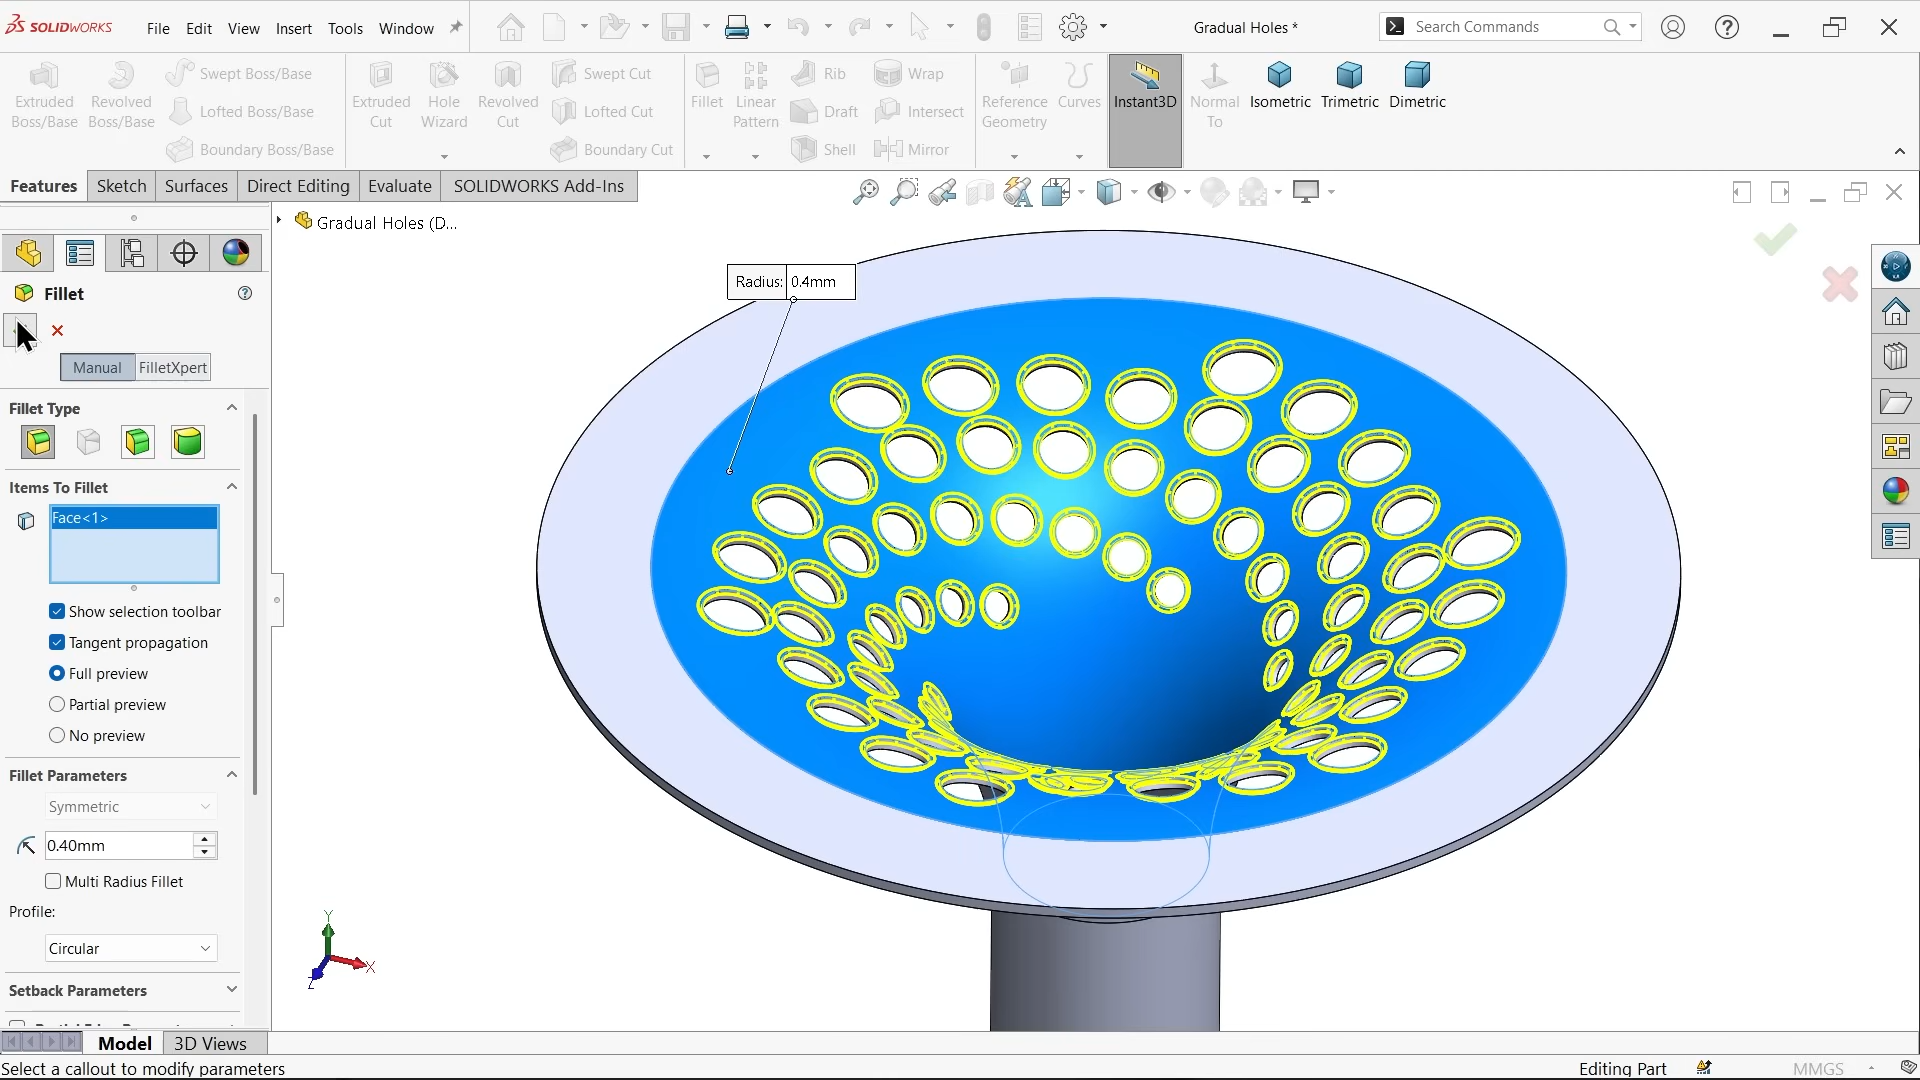 SOLIDWORKS
File Edit View Insert Tools Window
Gradual Holes *
Search Commands
Extruded Boss/Base
Revolved Boss/Base
Swept Boss/Base
Lofted Boss/Base
Boundary Boss/Base
Extruded Cut
Hole Wizard
Revolved Cut
Swept Cut
Lofted Cut
Boundary Cut
Fillet
Linear Pattern
Rib
Draft
Shell
Wrap
Intersect
Mirror
Reference Geometry
Curves
Instant3D
Normal To
Isometric
Trimetric
Dimetric
Features Sketch Surfaces Direct Editing Evaluate SOLIDWORKS Add-Ins
Gradual Holes (D...
Fillet
Manual FilletXpert
Fillet Type
Items To Fillet
Face<1>
Show selection toolbar
Tangent propagation
Full preview
Partial preview
No preview
Fillet Parameters
Symmetric
0.40mm
Multi Radius Fillet
Profile:
Circular
Setback Parameters
Radius: 0.4mm
Y
X
Z
Model 3D Views
Select a callout to modify parameters
Editing Part
MMGS